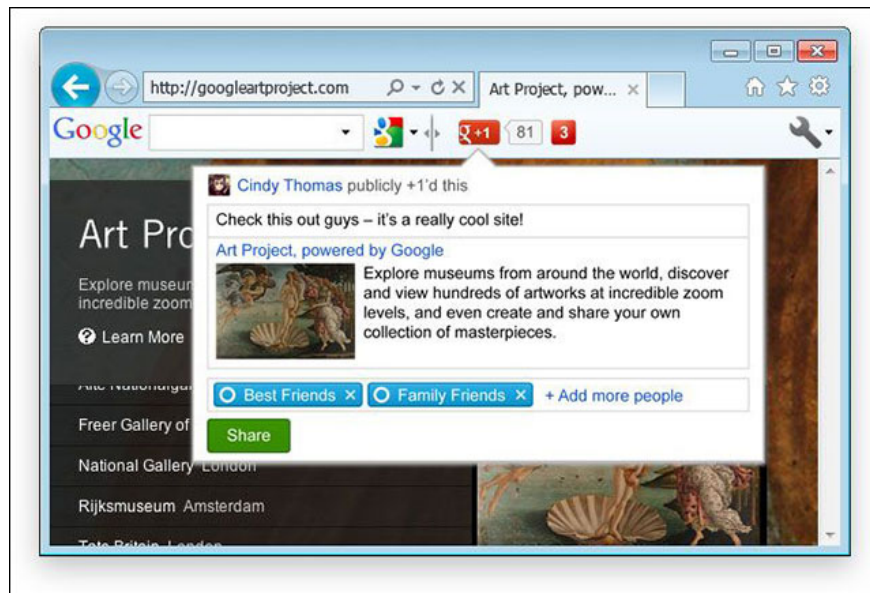 http://googleartproject.com
Art Project, pow...
Google
g +1
81
3
Cindy Thomas publicly +1'd this
Check this out guys – it's a really cool site!
Art Project, powered by Google
Explore museums from around the world, discover
and view hundreds of artworks at incredible zoom
levels, and even create and share your own
collection of masterpieces.
Best Friends × Family Friends × + Add more people
Share
Art Pro
Explore museum
incredible zoom
? Learn More
Freer Gallery of
National Gallery London
Rijksmuseum Amsterdam
Tate Britain London